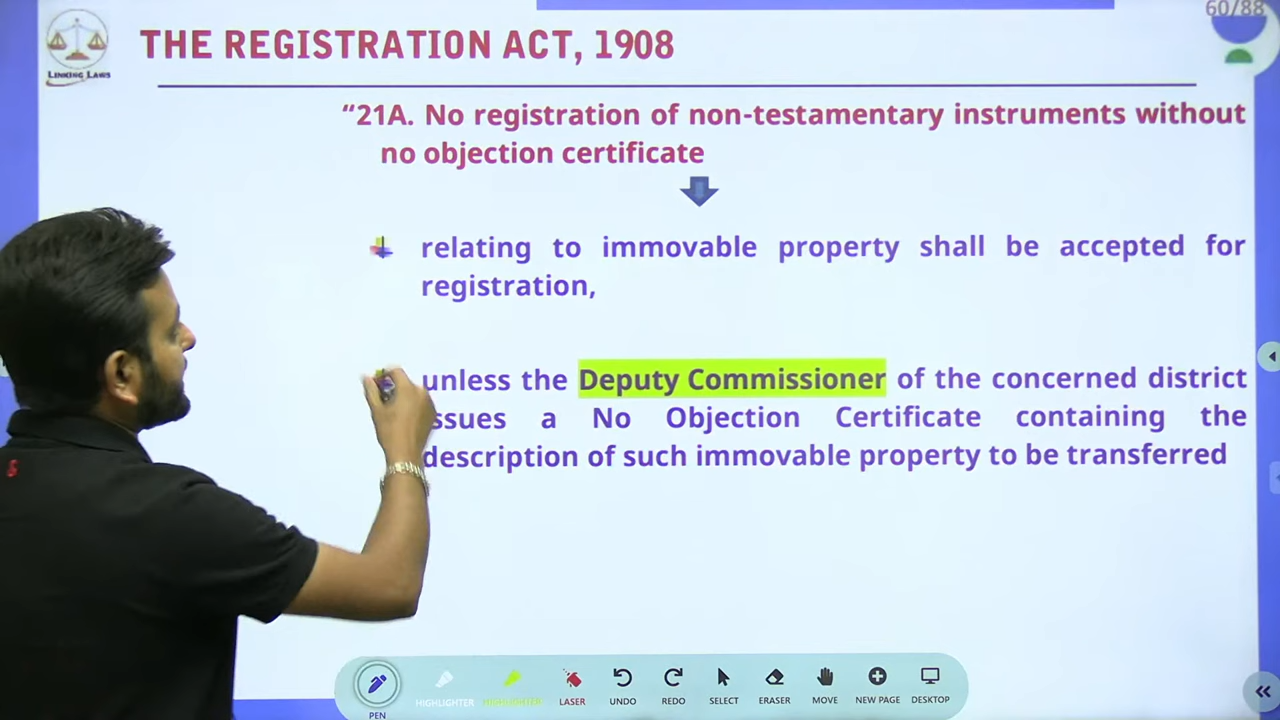 60/88
LINKING LAWS
THE REGISTRATION ACT, 1908
“21A. No registration of non-testamentary instruments without
no objection certificate
relating to immovable property shall be accepted for
registration,
unless the Deputy Commissioner of the concerned district
ssues a No Objection Certificate containing the
description of such immovable property to be transferred
PEN
HIGHLIGHTER
HIGHLIGHTER
LASER
UNDO
REDO
SELECT
ERASER
MOVE
NEW PAGE
DESKTOP